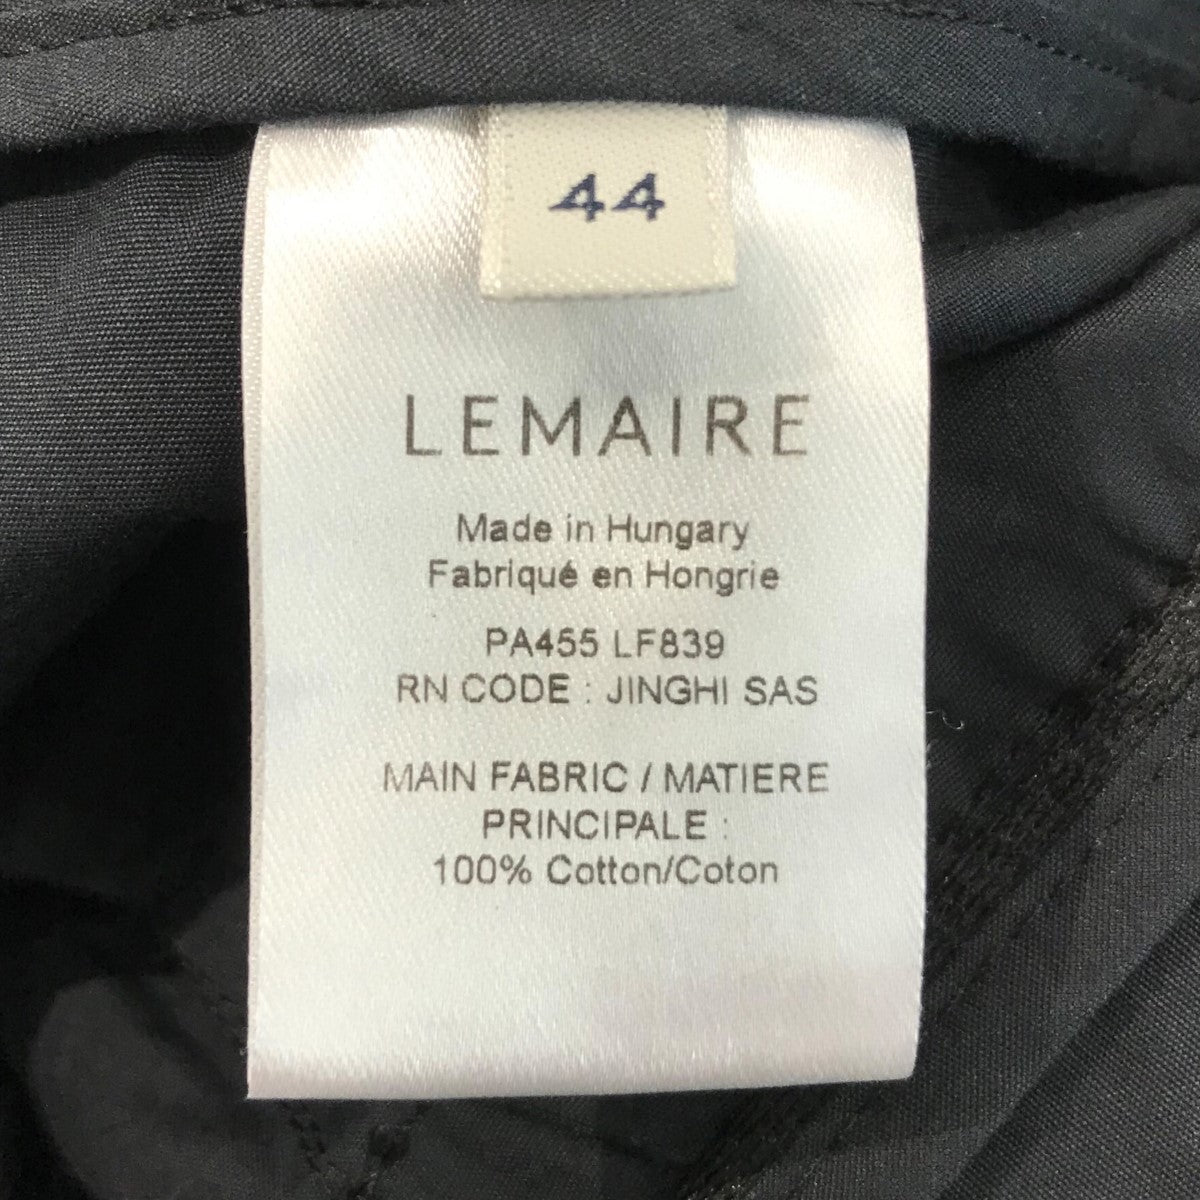 44
LEMAIRE
Made in Hungary
Fabriqué en Hongrie
PA455 LF839
RN CODE : JINGHI SAS
MAIN FABRIC / MATIERE
PRINCIPALE :
100% Cotton/Coton